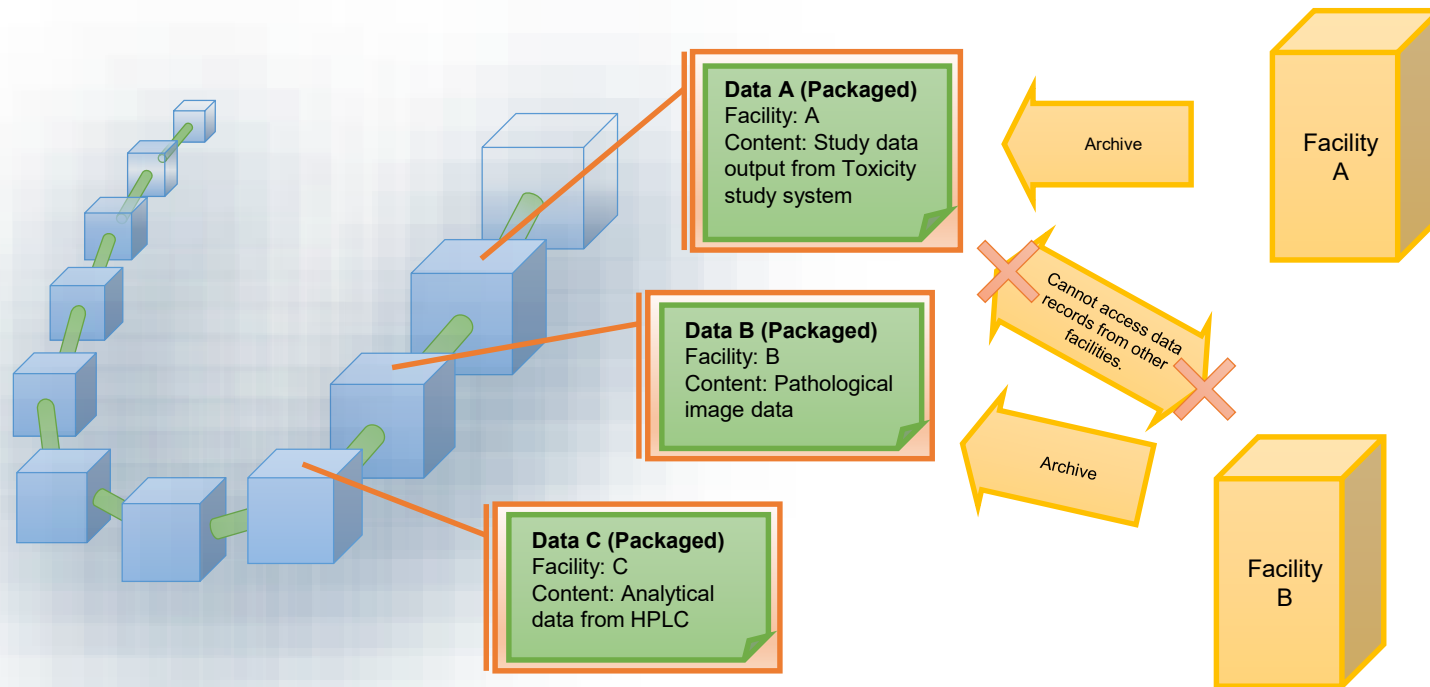 Data A (Packaged)
Facility: A
Content: Study data
output from Toxicity
study system
Archive
Facility
A
Cannot access data
records from other
facilities.
Data B (Packaged)
Facility: B
Content: Pathological
image data
Archive
Facility
B
Data C (Packaged)
Facility: C
Content: Analytical
data from HPLC